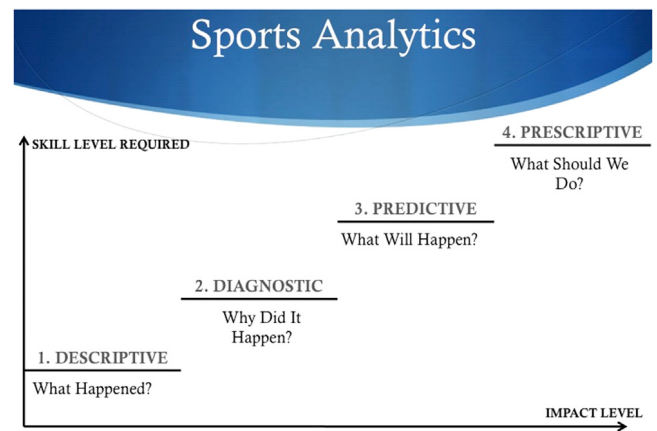 Sports Analytics
SKILL LEVEL REQUIRED
4. PRESCRIPTIVE
What Should We
Do?
3. PREDICTIVE
What Will Happen?
2. DIAGNOSTIC
Why Did It
Happen?
1. DESCRIPTIVE
What Happened?
IMPACT LEVEL